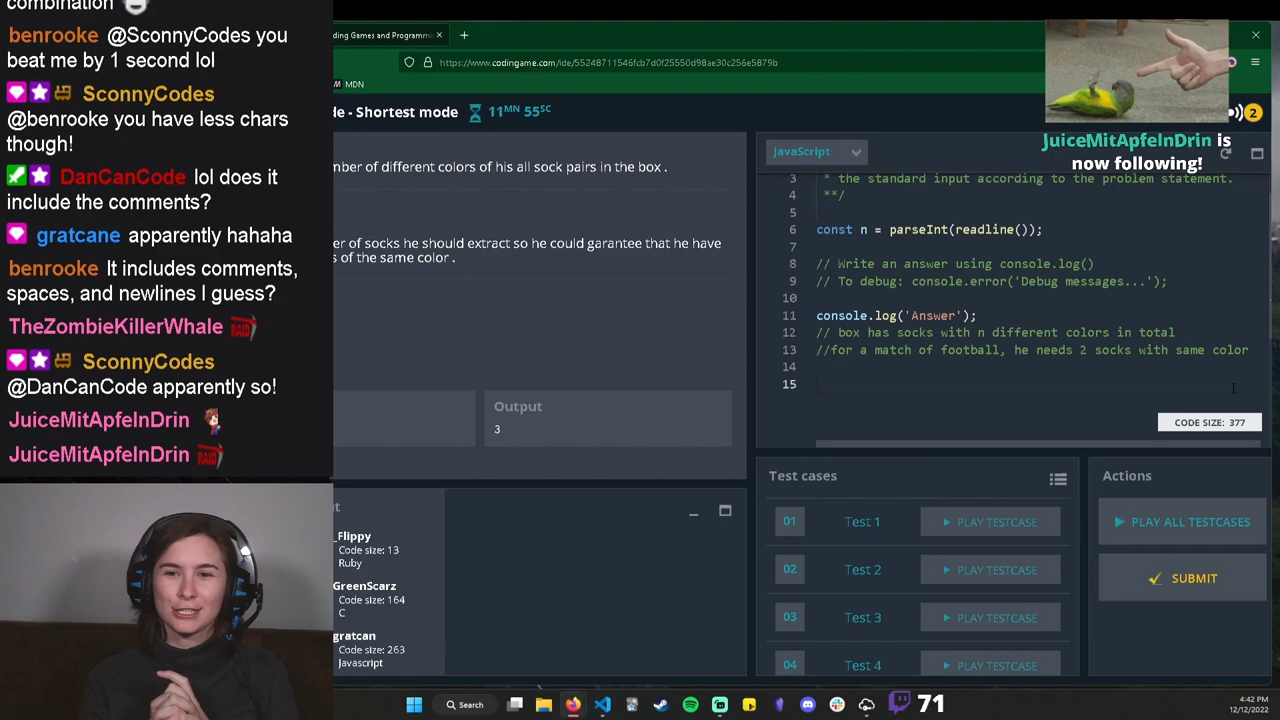 combination
benrooke @SconnyCodes you
beat me by 1 second lol
SconnyCodes
@benrooke you have less chars
though!
DanCanCode lol does it
include the comments?
gratcane apparently hahaha
benrooke It includes comments,
spaces, and newlines I guess?
TheZombieKillerWhale RAID
SconnyCodes
@DanCanCode apparently so!
JuiceMitApfelnDrin
JuiceMitApfelnDrin RAID
ding Games and Programmi
https://www.codingame.com/ide/55248711546fcb7d0f25550d98ae30c256e5879b
MDN
de - Shortest mode 11MN 55SC
mber of different colors of his all sock pairs in the box .
er of socks he should extract so he could garantee that he have
s of the same color .
Output
3
ut
_Flippy
Code size: 13
Ruby
GreenScarz
Code size: 164
C
gratcan
Code size: 263
Javascript
JuiceMitApfelnDrin is
now following!
2
JavaScript
3 * the standard input according to the problem statement.
4 **/
5
6 const n = parseInt(readline());
7
8 // Write an answer using console.log()
9 // To debug: console.error('Debug messages...');
10
11 console.log('Answer');
12 // box has socks with n different colors in total
13 //for a match of football, he needs 2 socks with same color
14
15
CODE SIZE: 377
Test cases
01 Test 1 PLAY TESTCASE
02 Test 2 PLAY TESTCASE
03 Test 3 PLAY TESTCASE
04 Test 4 PLAY TESTCASE
Actions
PLAY ALL TESTCASES
SUBMIT
Search
71
4:42 PM
12/12/2022